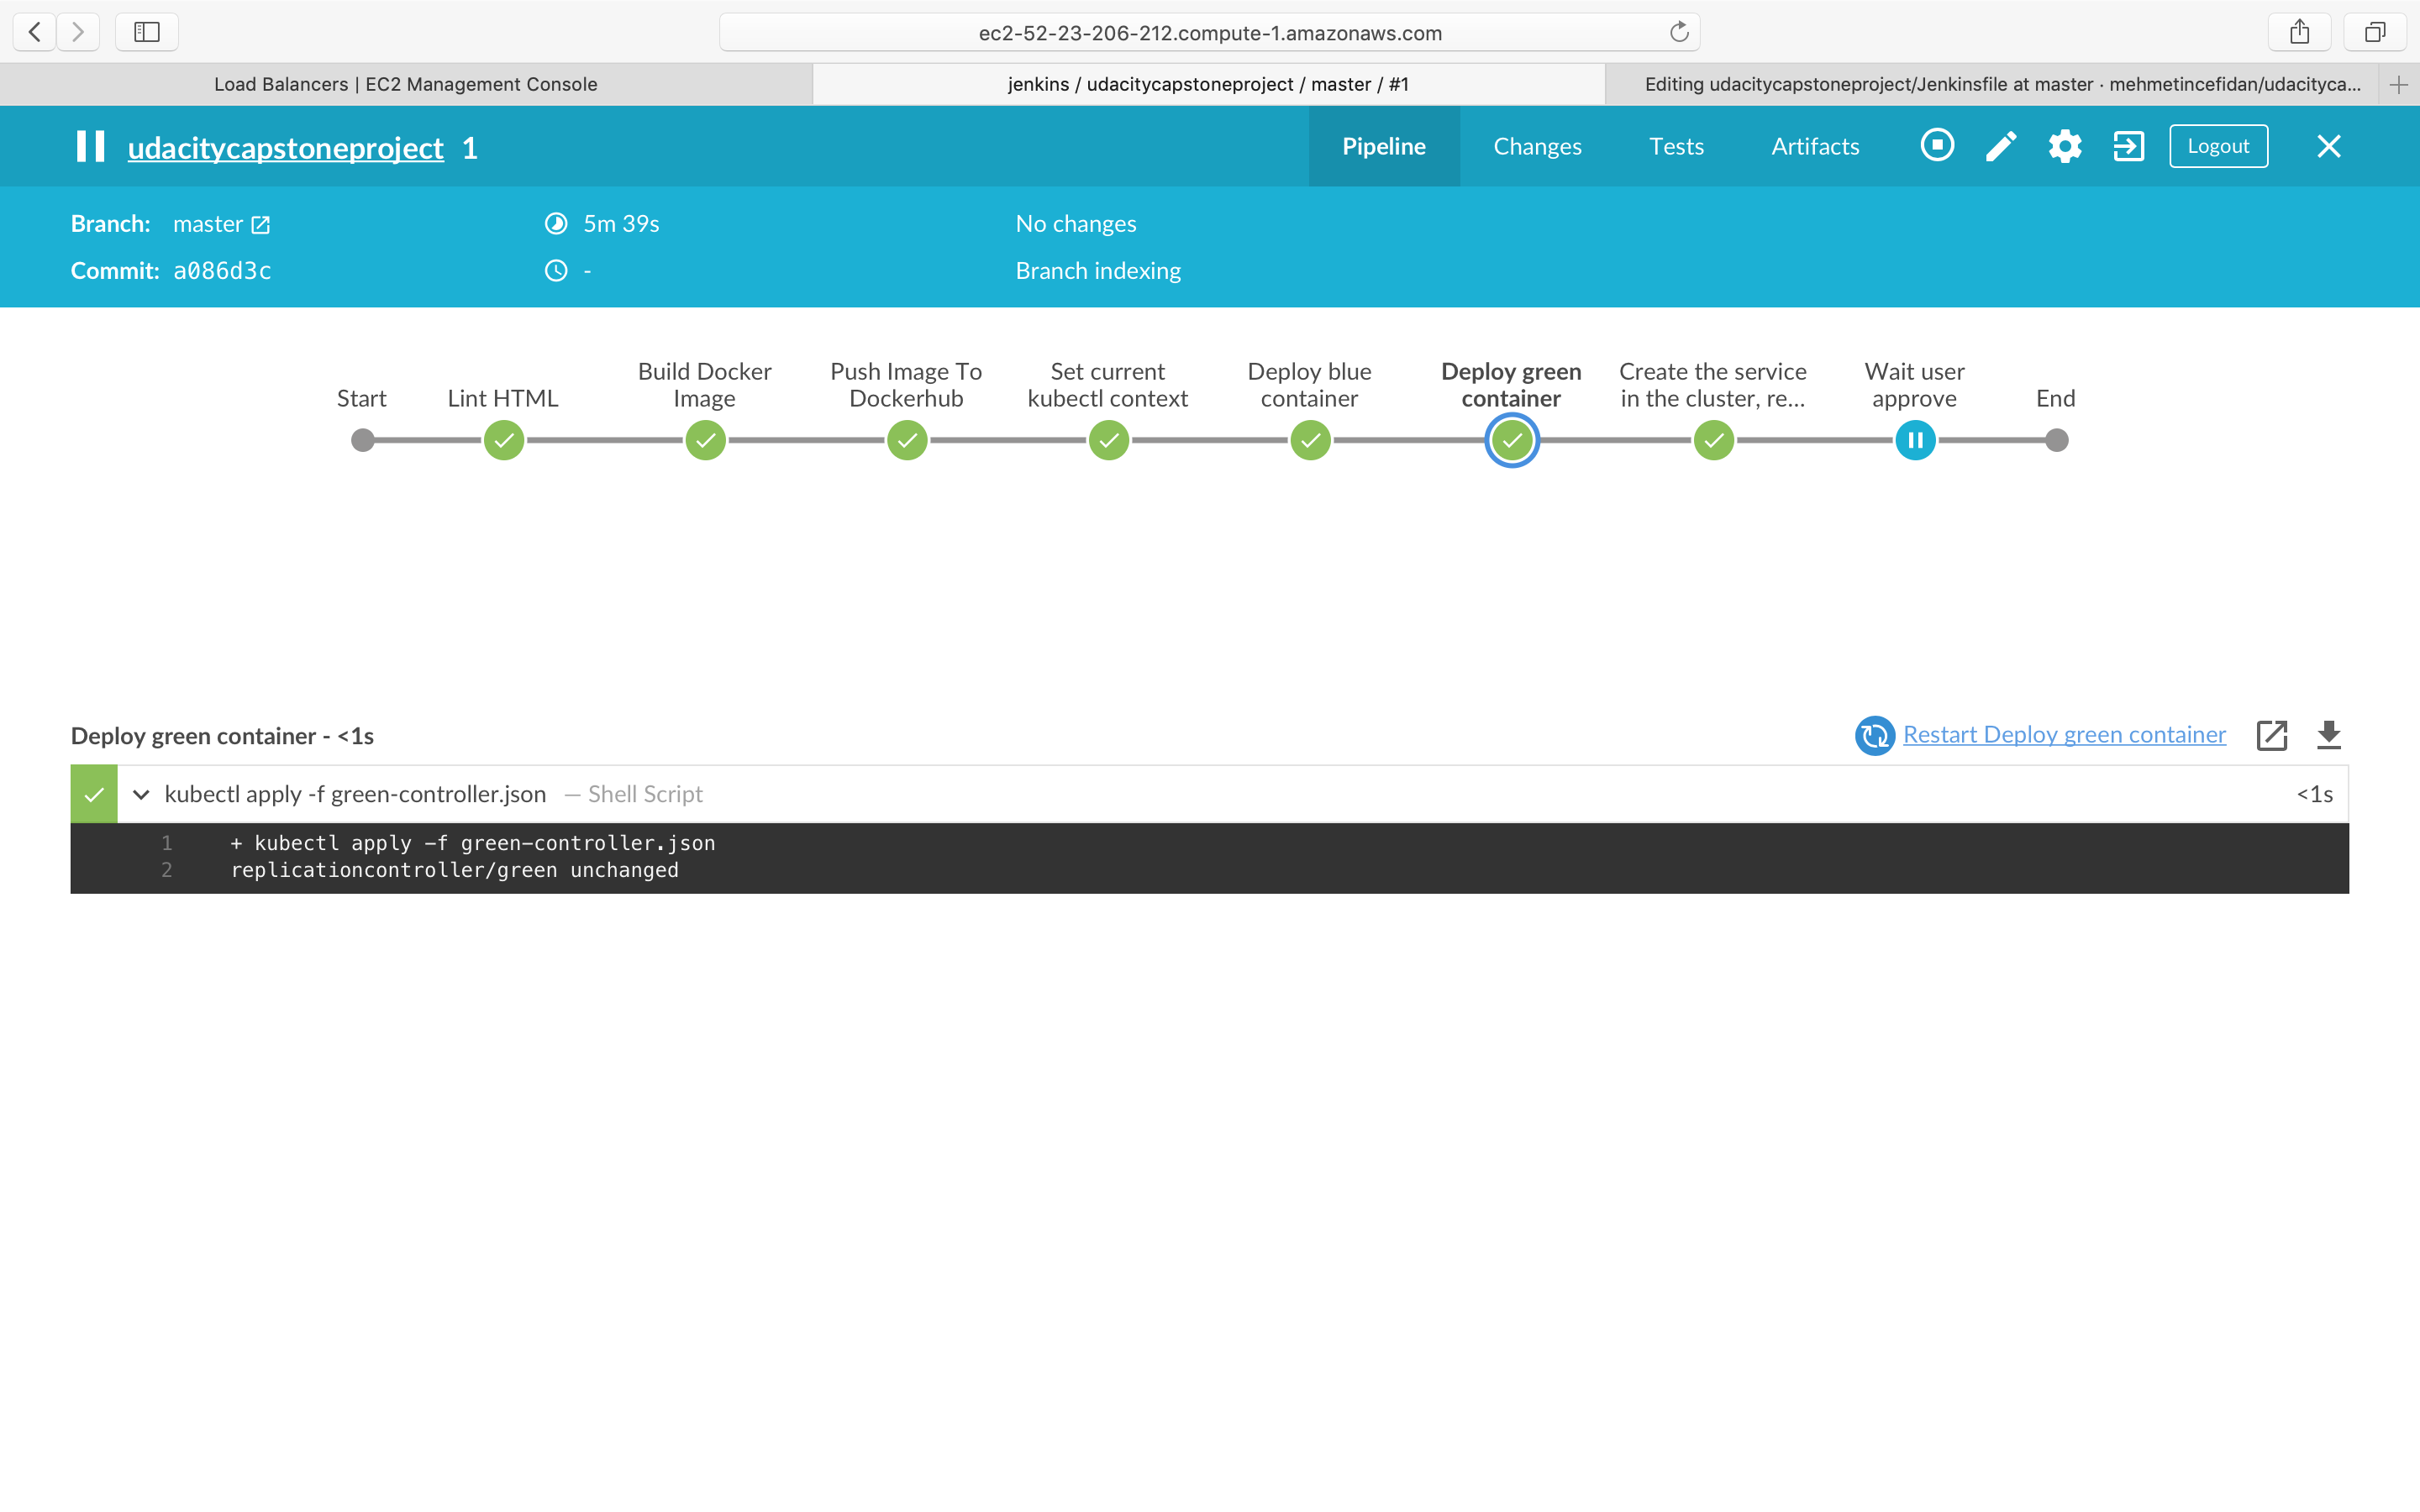 ec2-52-23-206-212.compute-1.amazonaws.com
Load Balancers | EC2 Management Console
jenkins / udacitycapstoneproject / master / #1
Editing udacitycapstoneproject/Jenkinsfile at master · mehmetincefidan/udacityca...
udacitycapstoneproject 1
Pipeline
Changes
Tests
Artifacts
Logout
Branch: master
5m 39s
No changes
Commit: a086d3c
-
Branch indexing
Start
Lint HTML
Build Docker
Image
Push Image To
Dockerhub
Set current
kubectl context
Deploy blue
container
Deploy green
container
Create the service
in the cluster, re...
Wait user
approve
End
Deploy green container - <1s
Restart Deploy green container
kubectl apply -f green-controller.json — Shell Script
<1s
1 + kubectl apply -f green-controller.json
2 replicationcontroller/green unchanged